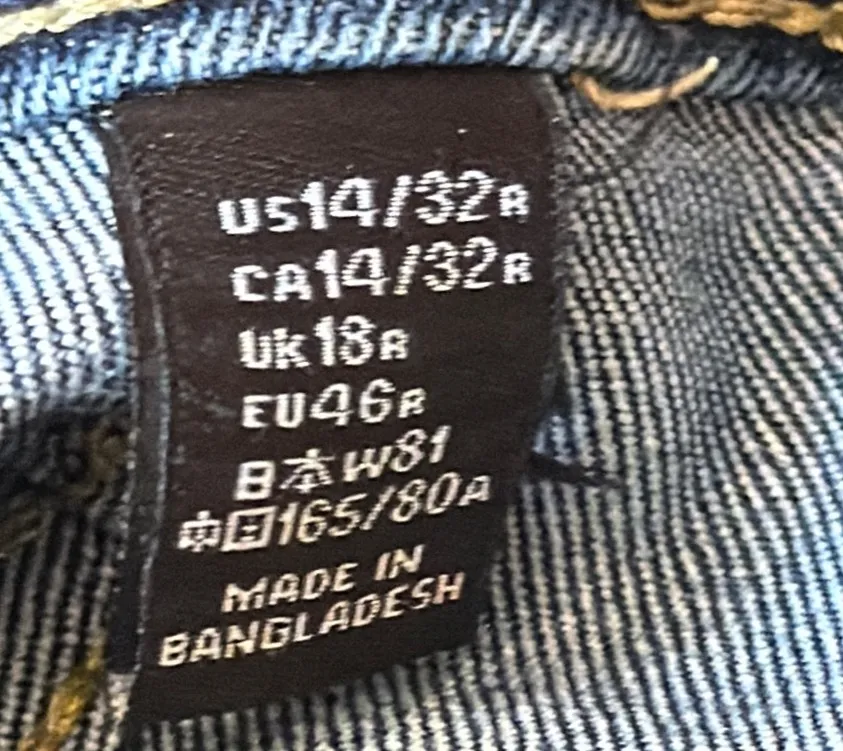 US14/32R
CA14/32R
UK18R
EU46R
日本W81
中国165/80A
MADE IN
BANGLADESH